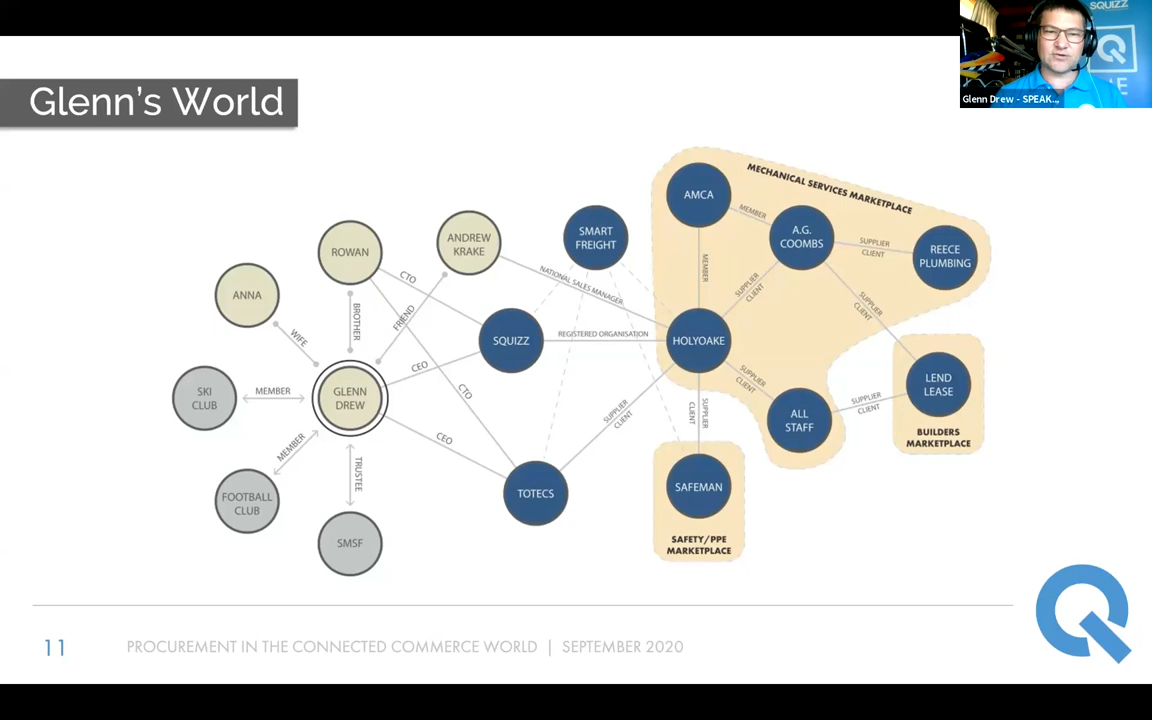 SQUIZZ
Glenn Drew - SPEAK...
Glenn's World
MECHANICAL SERVICES MARKETPLACE
AMCA
MEMBER
A.G.
COOMBS
SUPPLIER
CLIENT
REECE
PLUMBING
MEMBER
SUPPLIER
CLIENT
SUPPLIER
CLIENT
ROWAN
ANDREW
KRAKE
SMART
FREIGHT
CTO
NATIONAL SALES MANAGER
ANNA
WIFE
BROTHER
FRIEND
SQUIZZ
REGISTERED ORGANISATION
HOLYOAKE
SKI
CLUB
MEMBER
GLENN
DREW
CEO
CTO
SUPPLIER
CLIENT
SUPPLIER
CLIENT
SUPPLIER
CLIENT
ALL
STAFF
SUPPLIER
CLIENT
LEND
LEASE
BUILDERS
MARKETPLACE
MEMBER
CEO
TRUSTEE
FOOTBALL
CLUB
SMSF
TOTECS
SAFEMAN
SAFETY/PPE
MARKETPLACE
11
PROCUREMENT IN THE CONNECTED COMMERCE WORLD | SEPTEMBER 2020